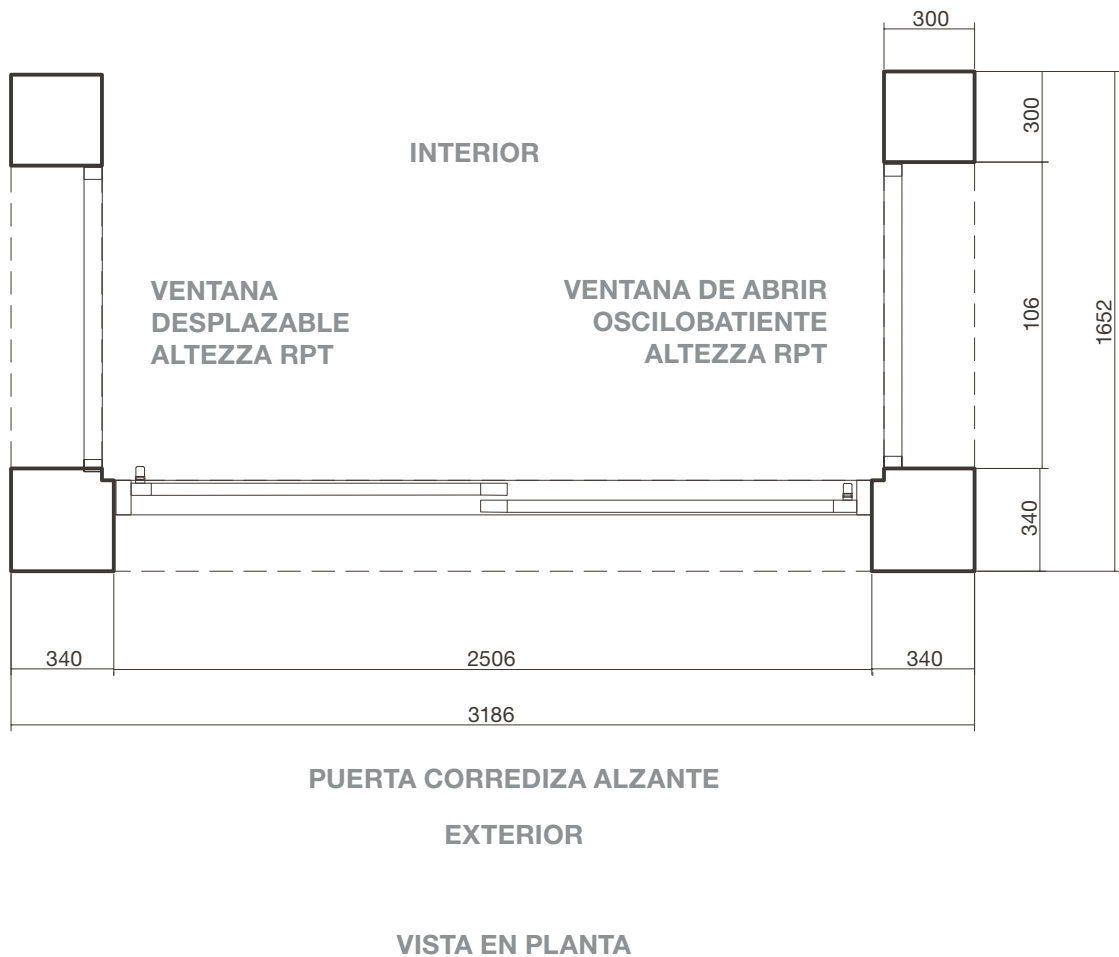 300
300
INTERIOR
VENTANA
DESPLAZABLE
ALTEZZA RPT
VENTANA DE ABRIR
OSCILOBATIENTE
ALTEZZA RPT
106
1652
340
340
2506
340
3186
PUERTA CORREDIZA ALZANTE
EXTERIOR
VISTA EN PLANTA